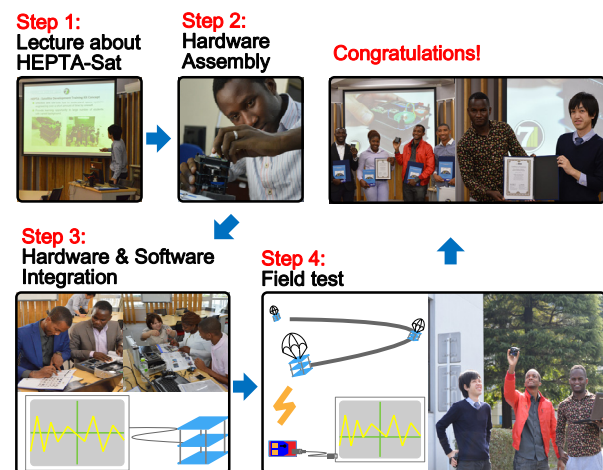 Step 1:
Lecture about
HEPTA-Sat
Step 2:
Hardware
Assembly
Congratulations!
Step 3:
Hardware & Software
Integration
Step 4:
Field test